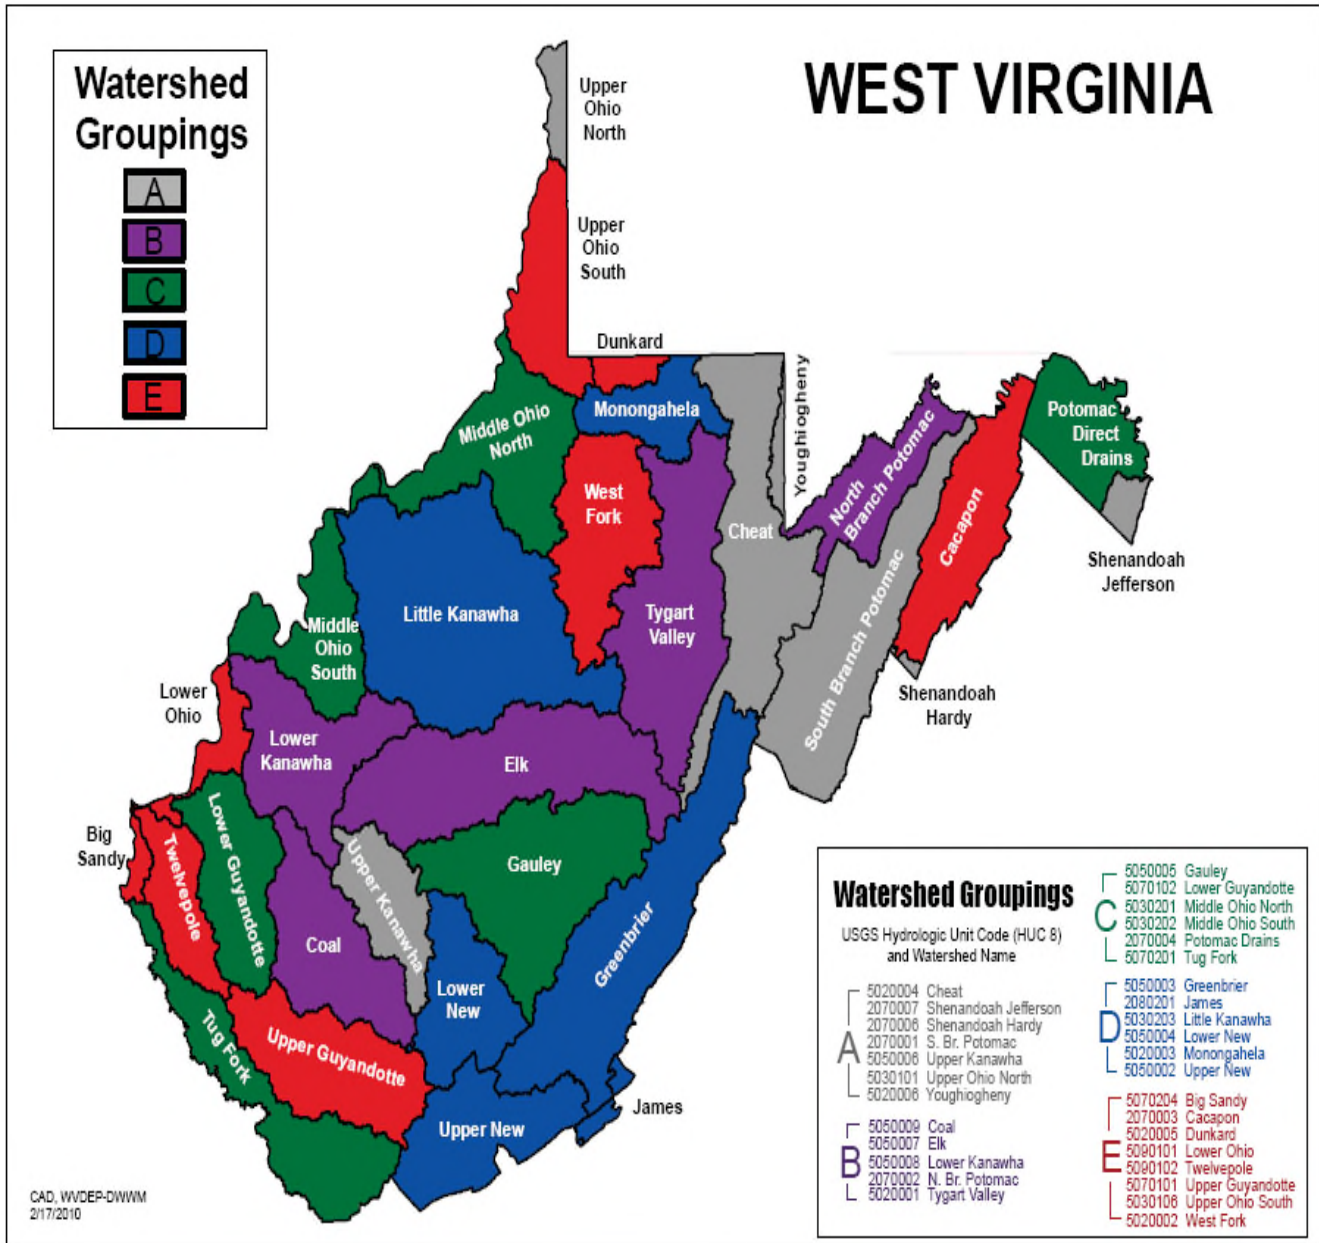 WEST VIRGINIA
Watershed
Groupings
A
B
C
D
E
Upper
Ohio
North
Upper
Ohio
South
Dunkard
Monongahela
Youghiogheny
Middle Ohio
North
West
Fork
Cheat
North
Branch Potomac
Potomac
Direct
Drains
Cacapon
Shenandoah
Jefferson
South Branch Potomac
Shenandoah
Hardy
Little Kanawha
Tygart
Valley
Middle
Ohio
South
Lower
Ohio
Lower
Kanawha
Elk
Big
Sandy
Twelvepole
Lower Guyandotte
Upper Kanawha
Gauley
Coal
Greenbrier
Lower
New
Tug Fork
Upper Guyandotte
James
Upper New
CAD, WVDEP-DWWM
2/17/2010
Watershed Groupings
USGS Hydrologic Unit Code (HUC 8)
and Watershed Name
A
5020004 Cheat
2070007 Shenandoah Jefferson
2070006 Shenandoah Hardy
2070001 S. Br. Potomac
5050006 Upper Kanawha
5030101 Upper Ohio North
5020006 Youghiogheny
B
5050009 Coal
5050007 Elk
5050008 Lower Kanawha
2070002 N. Br. Potomac
5020001 Tygart Valley
C
5050005 Gauley
5070102 Lower Guyandotte
5030201 Middle Ohio North
5030202 Middle Ohio South
2070004 Potomac Drains
5070201 Tug Fork
D
5050003 Greenbrier
2080201 James
5030203 Little Kanawha
5050004 Lower New
5020003 Monongahela
5050002 Upper New
E
5070204 Big Sandy
2070003 Cacapon
5020005 Dunkard
5090101 Lower Ohio
5090102 Twelvepole
5070101 Upper Guyandotte
5030106 Upper Ohio South
5020002 West Fork